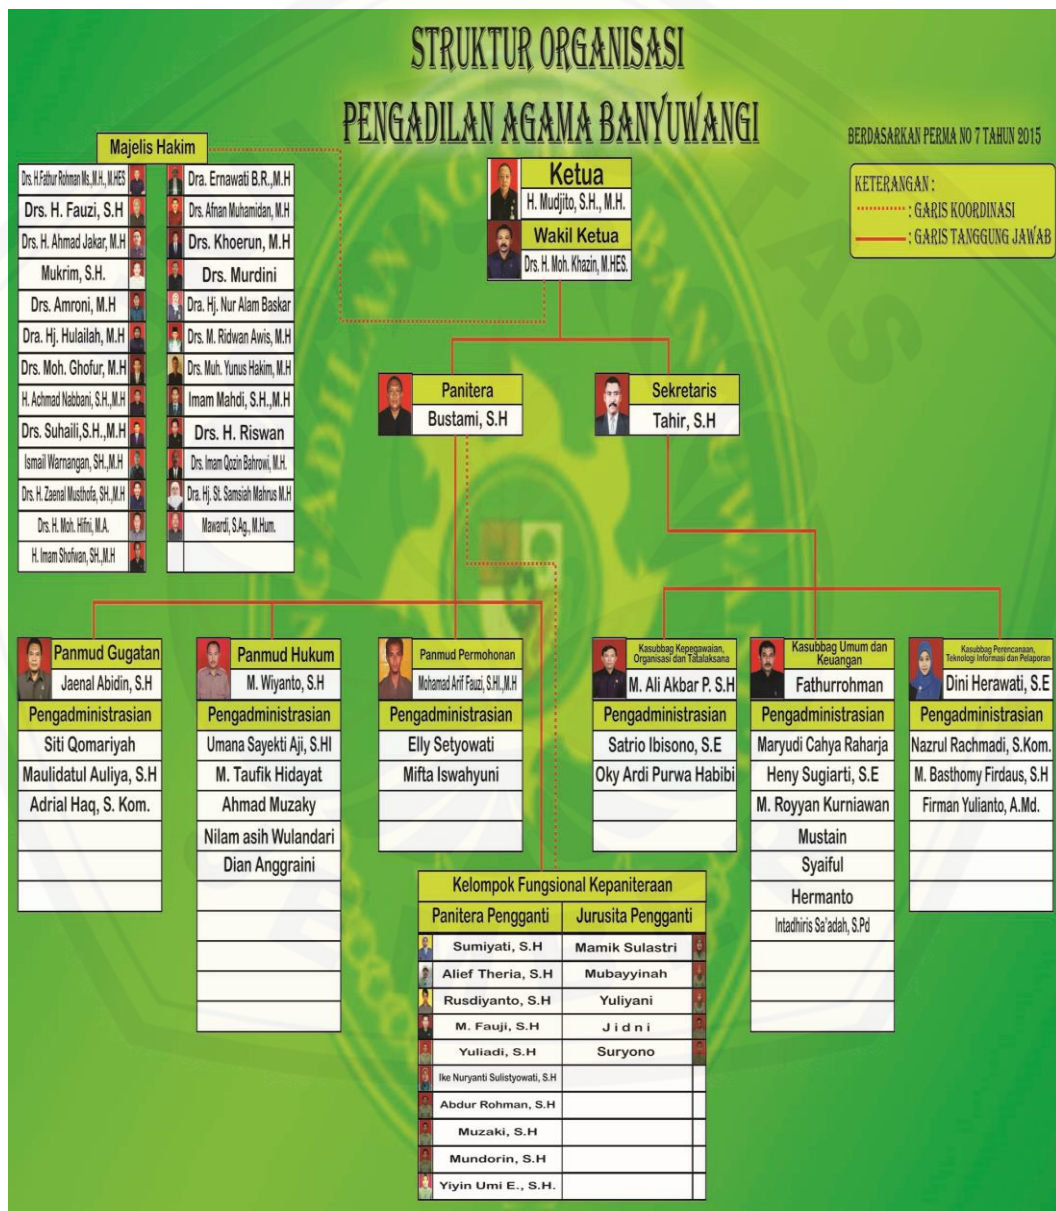 STRUKTUR ORGANISASI
PENGADILAN AGAMA BANYUWANGI
BERDASARKAN PERMA NO 7 TAHUN 2015
KETERANGAN :
: GARIS KOORDINASI
: GARIS TANGGUNG JAWAB
Majelis Hakim
Drs. H.Fathur Rohman Ms.,M.H., M.HES
Drs. H. Fauzi, S.H
Drs. H. Ahmad Jakar, M.H
Mukrim, S.H.
Drs. Amroni, M.H
Dra. Hj. Hulailah, M.H
Drs. Moh. Ghofur, M.H
H. Achmad Nabbani, S.H.,M.H
Drs. Suhaili,S.H.,M.H
Ismail Warnangan, SH.,M.H
Drs. H. Zaenal Musthofa, SH.,M.H
Drs. H. Moh. Hifni, M.A.
H. Imam Shofwan, SH.,M.H
Dra. Ernawati B.R.,M.H
Drs. Afnan Muhamidan, M.H
Drs. Khoerun, M.H
Drs. Murdini
Dra. Hj. Nur Alam Baskar
Drs. M. Ridwan Awis, M.H
Drs. Muh. Yunus Hakim, M.H
Imam Mahdi, S.H.,M.H
Drs. H. Riswan
Drs. Imam Qozin Bahrowi, M.H.
Dra. Hj. St. Samsiah Mahrus M.H
Mawardi, S.Ag., M.Hum.
Ketua
H. Mudjito, S.H., M.H.
Wakil Ketua
Drs. H. Moh. Khazin, M.HES.
Panitera
Bustami, S.H
Sekretaris
Tahir, S.H
Panmud Gugatan
Jaenal Abidin, S.H
Pengadministrasian
Siti Qomariyah
Maulidatul Auliya, S.H
Adrial Haq, S. Kom.
Panmud Hukum
M. Wiyanto, S.H
Pengadministrasian
Umana Sayekti Aji, S.HI
M. Taufik Hidayat
Ahmad Muzaky
Nilam asih Wulandari
Dian Anggraini
Panmud Permohonan
Mohamad Arif Fauzi, S.HI.,M.H
Pengadministrasian
Elly Setyowati
Mifta Iswahyuni
Kasubbag Kepegawaian,
Organisasi dan Tatalaksana
M. Ali Akbar P. S.H
Pengadministrasian
Satrio Ibisono, S.E
Oky Ardi Purwa Habibi
Kasubbag Umum dan
Keuangan
Fathurrohman
Pengadministrasian
Maryudi Cahya Raharja
Heny Sugiarti, S.E
M. Royyan Kurniawan
Mustain
Syaiful
Hermanto
Intadhiris Sa'adah, S.Pd
Kasubbag Perencanaan,
Teknologi Informasi dan Pelaporan
Dini Herawati, S.E
Pengadministrasian
Nazrul Rachmadi, S.Kom.
M. Basthomy Firdaus, S.H
Firman Yulianto, A.Md.
Kelompok Fungsional Kepaniteraan
Panitera Pengganti
Sumiyati, S.H
Alief Theria, S.H
Rusdiyanto, S.H
M. Fauji, S.H
Yuliadi, S.H
Ike Nuryanti Sulistyowati, S.H
Abdur Rohman, S.H
Muzaki, S.H
Mundorin, S.H
Yiyin Umi E., S.H.
Jurusita Pengganti
Mamik Sulastri
Mubayyinah
Yuliyani
J i d n i
Suryono